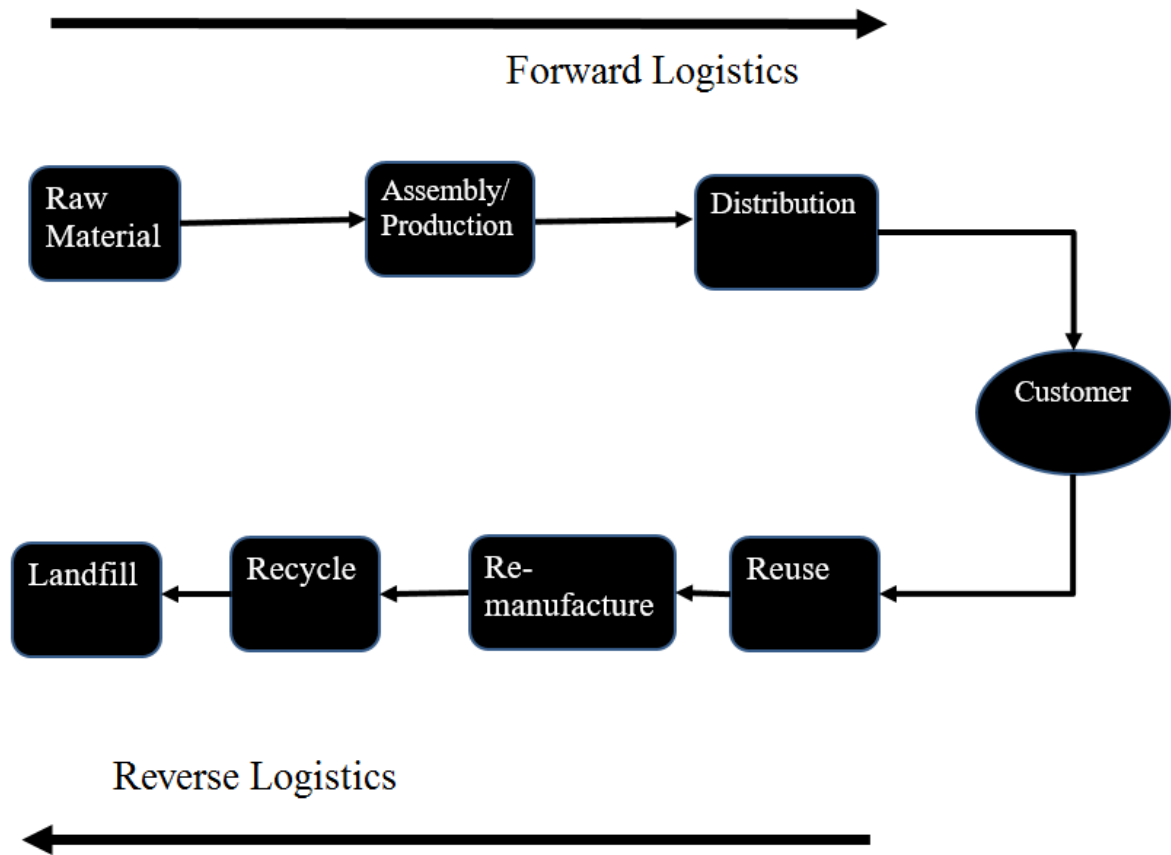 Forward Logistics
Raw
Material
Assembly/
Production
Distribution
Customer
Landfill
Recycle
Re-
manufacture
Reuse
Reverse Logistics